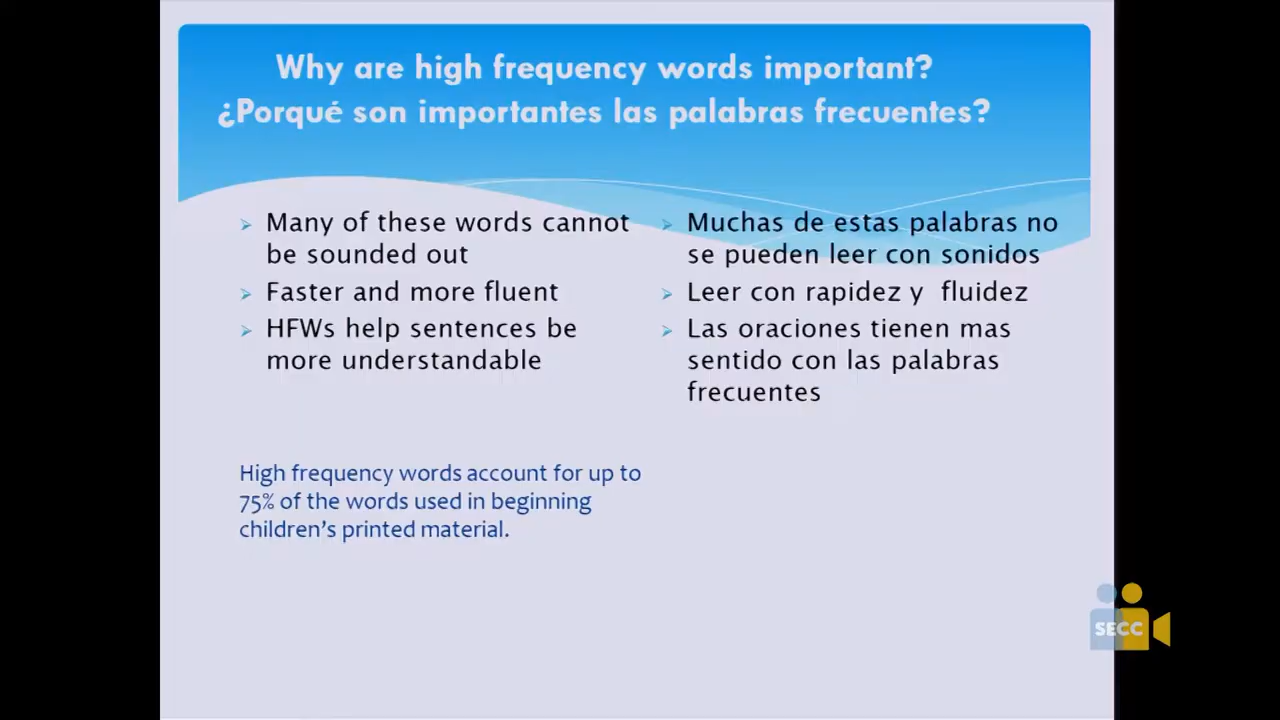 Why are high frequency words important?
¿Porqué son importantes las palabras frecuentes?
Many of these words cannot
be sounded out
Faster and more fluent
HFWs help sentences be
more understandable
Muchas de estas palabras no
se pueden leer con sonidos
Leer con rapidez y fluidez
Las oraciones tienen mas
sentido con las palabras
frecuentes
High frequency words account for up to
75% of the words used in beginning
children's printed material.
SECC